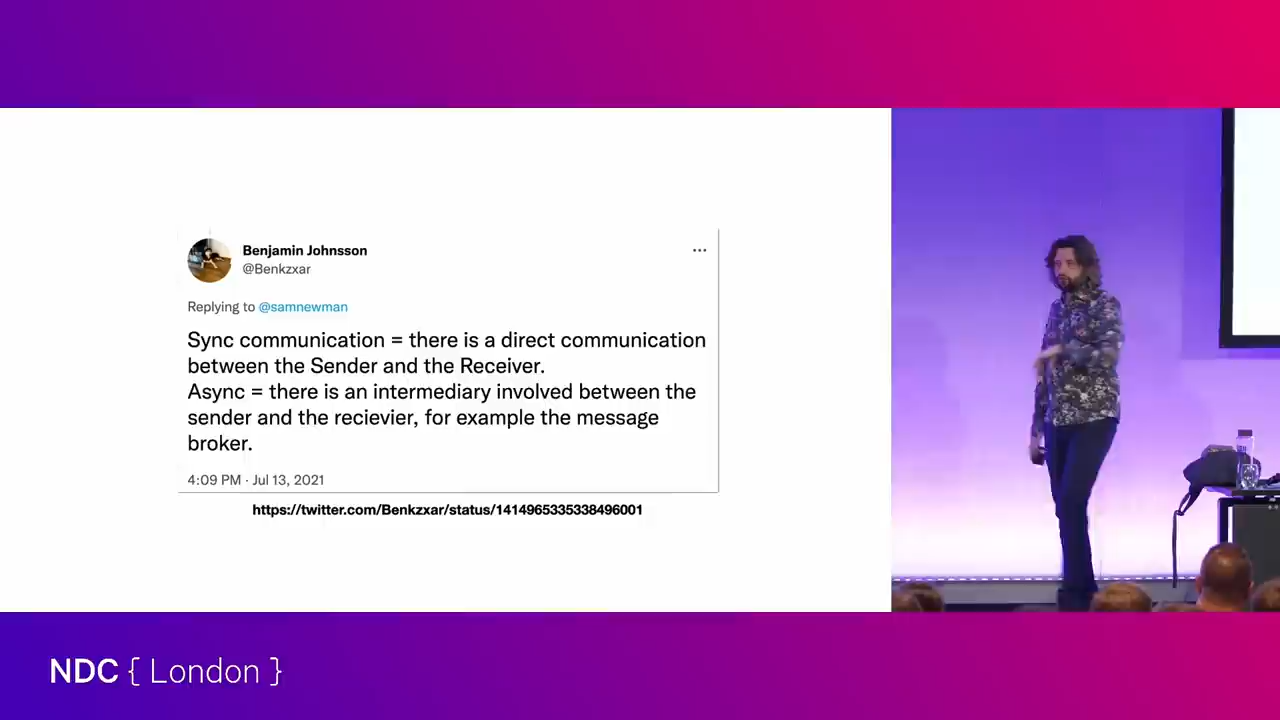 Benjamin Johnsson
@Benkzxar
Replying to @samnewman
Sync communication = there is a direct communication
between the Sender and the Receiver.
Async = there is an intermediary involved between the
sender and the recievier, for example the message
broker.
4:09 PM · Jul 13, 2021
https://twitter.com/Benkzxar/status/1414965335338496001
NDC { London }